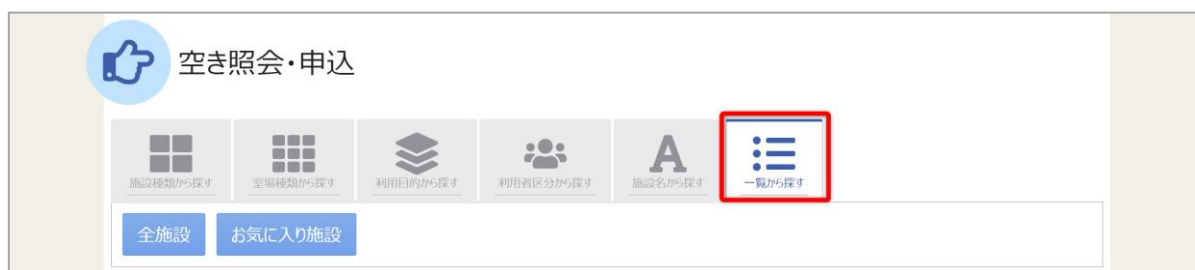 空き照会・申込
施設種類から探す 室場種類から探す 利用目的から探す 利用者区分から探す 施設名から探す 一覧から探す
全施設 お気に入り施設